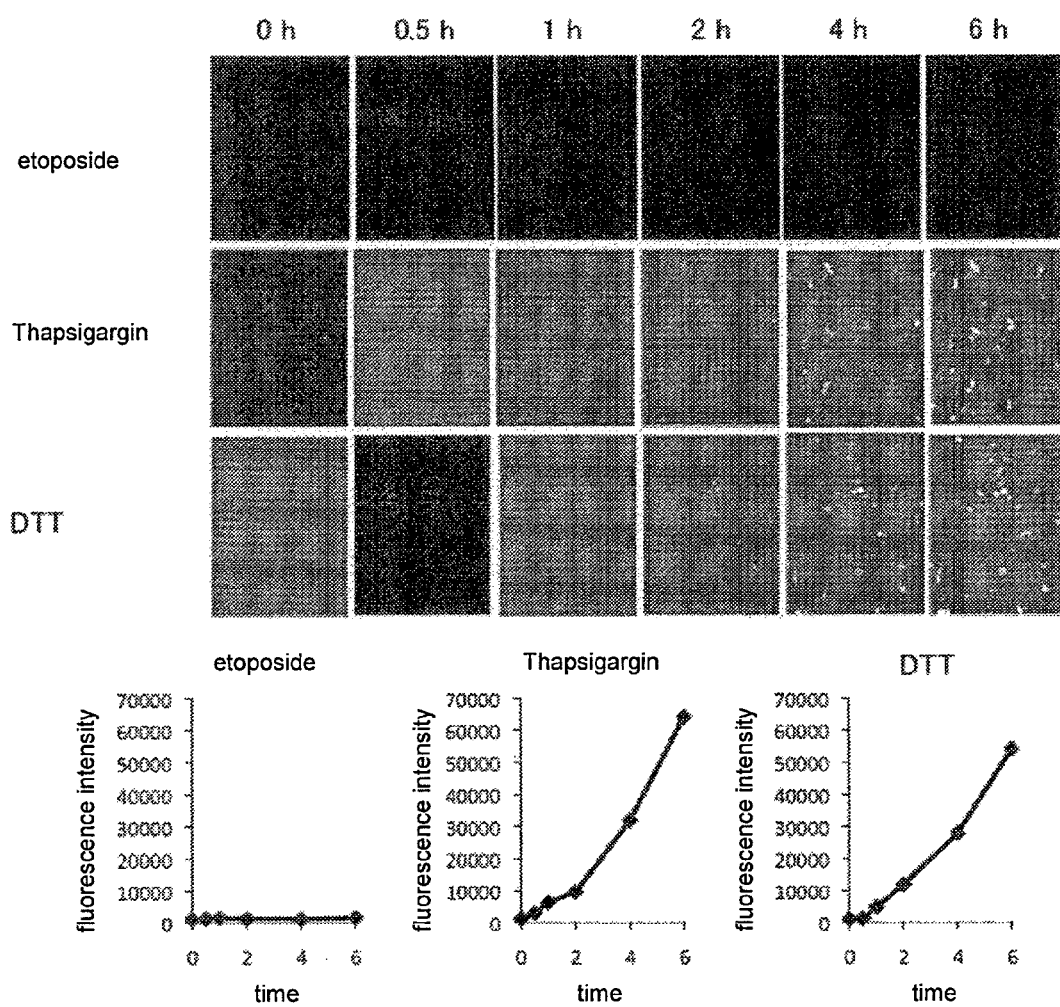 0 h 0.5 h 1 h 2 h 4 h 6 h
etoposide
Thapsigargin
DTT
etoposide Thapsigargin DTT
fluorescence intensity
70000
60000
50000
40000
30000
20000
10000
0
0 2 4 6
time
fluorescence intensity
70000
60000
50000
40000
30000
20000
10000
0
0 2 4 6
time
fluorescence intensity
70000
60000
50000
40000
30000
20000
10000
0
0 2 4 6
time